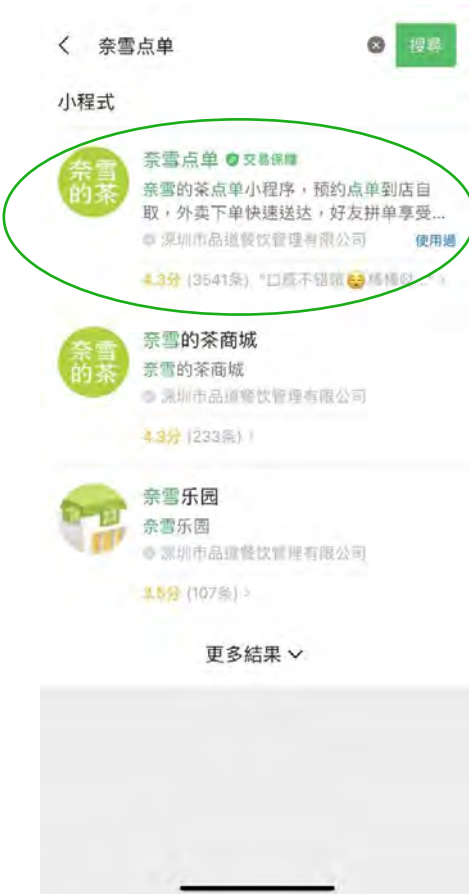 奈雪点单
搜尋
小程式
奈雪的茶
奈雪点单 交易保障
奈雪的茶点单小程序，预约点单到店自
取，外卖下单快速送达，好友拼单享受...
深圳市品道餐饮管理有限公司 使用過
4.3分 (3541条) "口感不错哦
奈雪的茶
奈雪的茶商城
奈雪的茶商城
深圳市品道餐饮管理有限公司
4.3分 (233条)
奈雪乐园
奈雪乐园
深圳市品道餐饮管理有限公司
3.5分 (107条)
更多結果